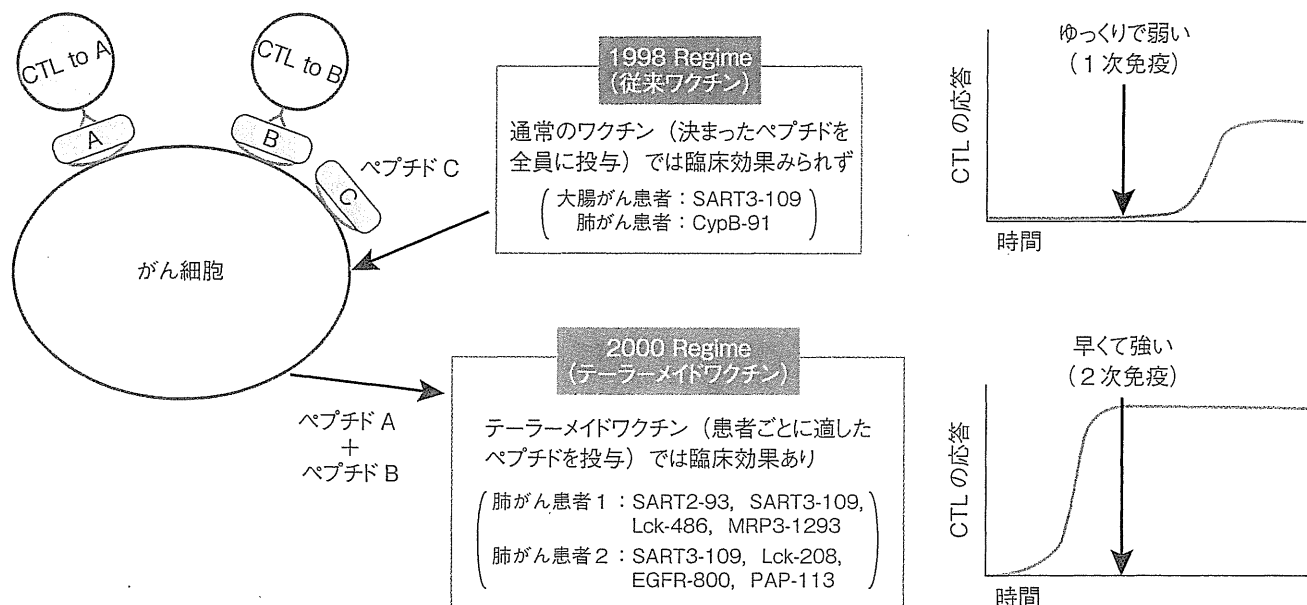 CTL to A
CTL to B
A
B
C
ペプチド C
がん細胞
ペプチド A
+
ペプチド B
1998 Regime
(従来ワクチン)
通常のワクチン（決まったペプチドを
全員に投与）では臨床効果みられず
大腸がん患者：SART3-109
肺がん患者：CypB-91
2000 Regime
(テーラーメイドワクチン)
テーラーメイドワクチン（患者ごとに適した
ペプチドを投与）では臨床効果あり
肺がん患者 1：SART2-93, SART3-109,
Lck-486, MRP3-1293
肺がん患者 2：SART3-109, Lck-208,
EGFR-800, PAP-113
ゆっくりで弱い
（1 次免疫）
CTL の応答
時間
早くて強い
（2 次免疫）
CTL の応答
時間